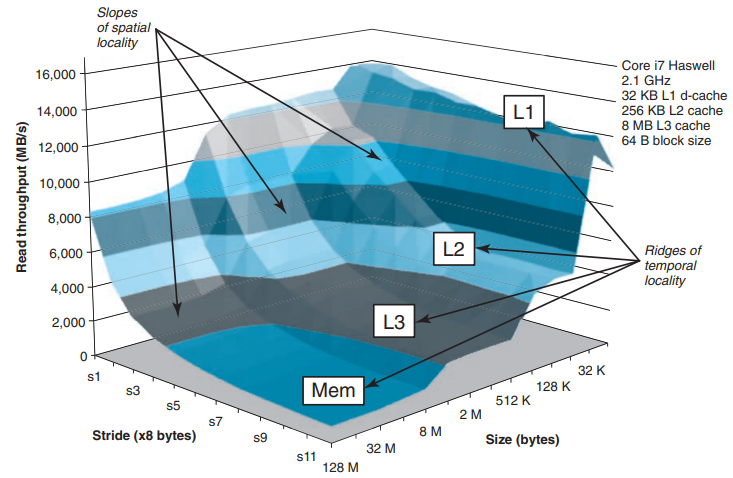 Slopes
of spatial
locality
Core i7 Haswell
2.1 GHz
32 KB L1 d-cache
256 KB L2 cache
8 MB L3 cache
64 B block size
Read throughput (MB/s)
16,000
14,000
12,000
10,000
8,000
6,000
4,000
2,000
0
L1
L2
L3
Mem
Ridges of
temporal
locality
s1
s3
s5
s7
s9
s11
Stride (x8 bytes)
32 K
128 K
512 K
2 M
8 M
32 M
128 M
Size (bytes)